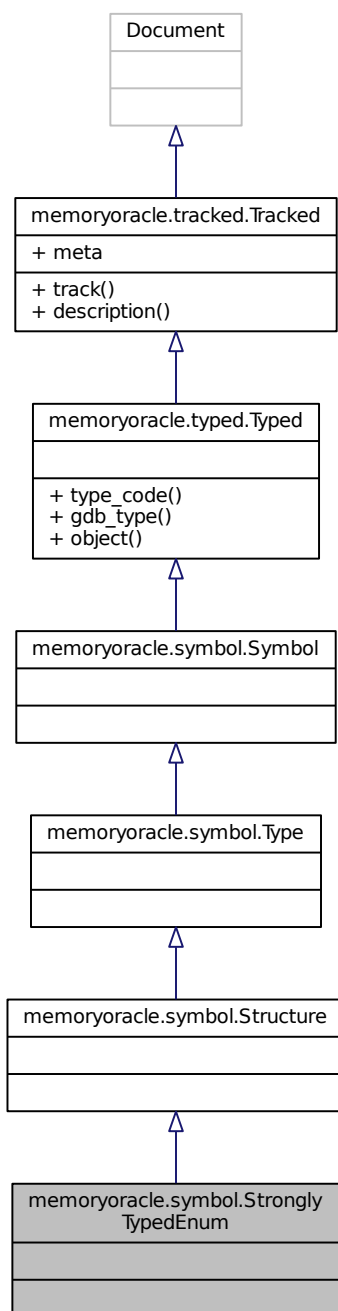 Document
memoryoracle.tracked.Tracked
+ meta
+ track()
+ description()
memoryoracle.typed.Typed
+ type_code()
+ gdb_type()
+ object()
memoryoracle.symbol.Symbol
memoryoracle.symbol.Type
memoryoracle.symbol.Structure
memoryoracle.symbol.Strongly
TypedEnum